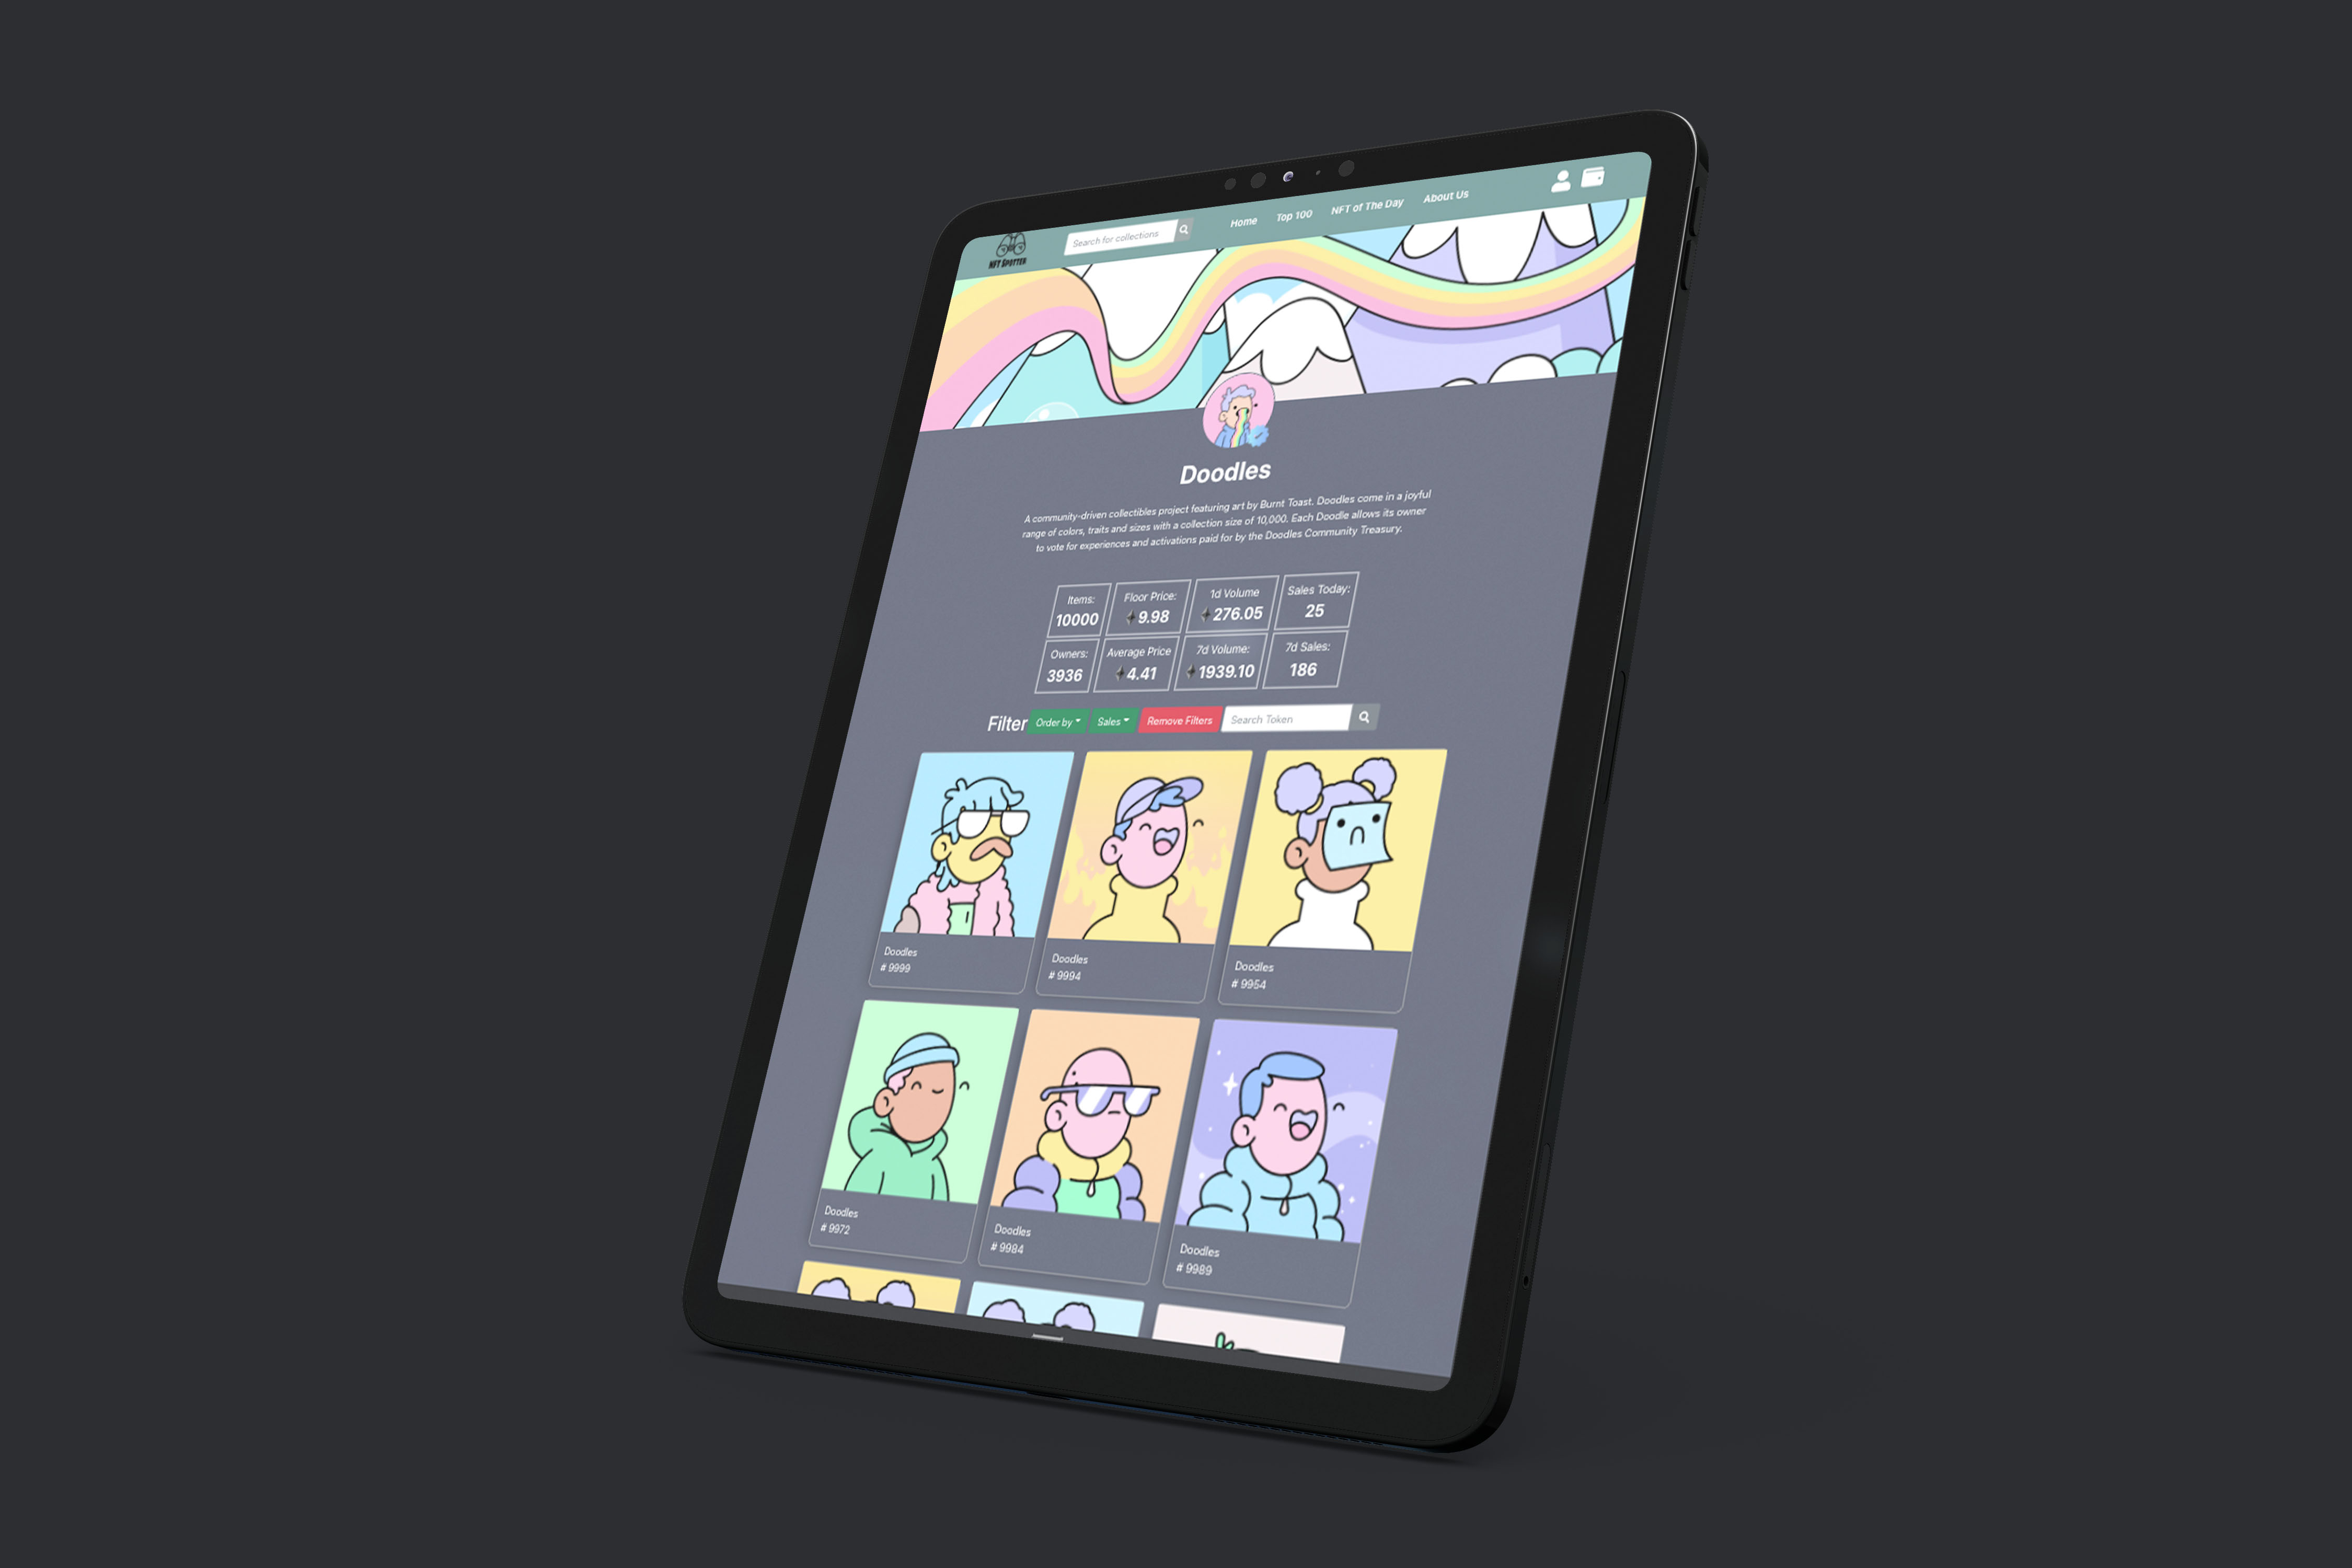 NFT SPOTTER
Search for collections
Home
Top 100
NFT of The Day
About Us
Doodles
A community-driven collectibles project featuring art by Burnt Toast. Doodles come in a joyful
range of colors, traits and sizes with a collection size of 10,000. Each Doodle allows its owner
to vote for experiences and activations paid for by the Doodles Community Treasury.
Items:
10000
Floor Price:
9.98
1d Volume
276.05
Sales Today:
25
Owners:
3936
Average Price
4.41
7d Volume:
1939.10
7d Sales:
186
Filter
Order by
Sales
Remove Filters
Search Token
Doodles
# 9999
Doodles
# 9994
Doodles
# 9954
Doodles
# 9972
Doodles
# 9984
Doodles
# 9989